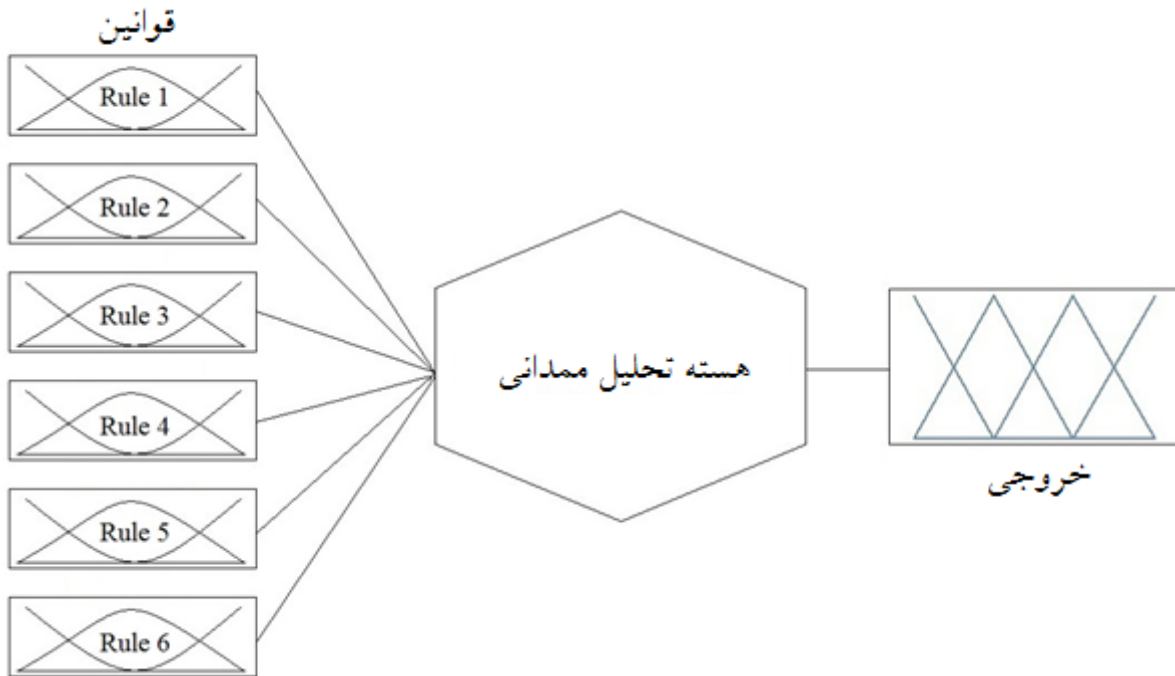 قوانین
Rule 1
Rule 2
Rule 3
Rule 4
Rule 5
Rule 6
هسته تحلیل ممدانی
خروجی